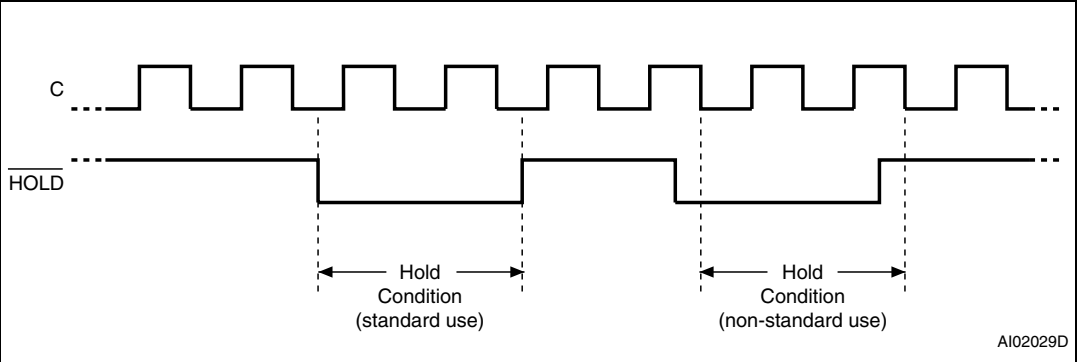 C
HOLD
Hold
Condition
(standard use)
Hold
Condition
(non-standard use)
AI02029D